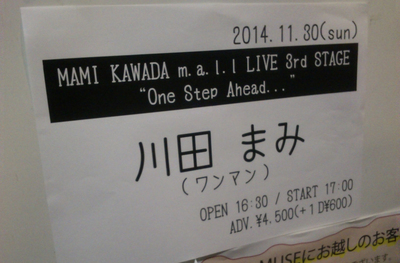 2014.11.30(sun)
MAMI KAWADA m.a.l.l LIVE 3rd STAGE
“One Step Ahead...”
川田 まみ
(ワンマン)
OPEN 16:30 / START 17:00
ADV.¥4,500(+1D¥600)
MUSEにお越しのお客